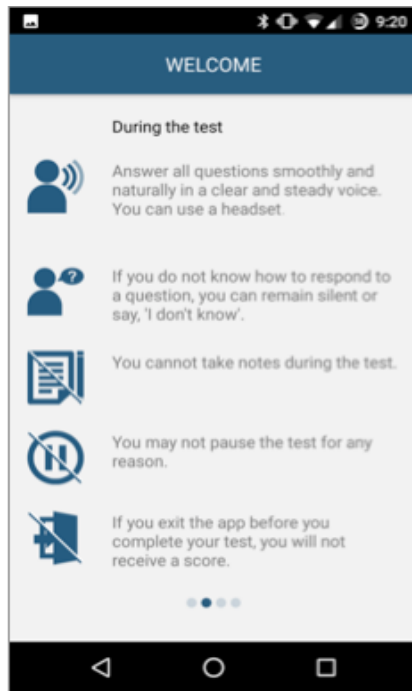 9:20
WELCOME
During the test
Answer all questions smoothly and
naturally in a clear and steady voice.
You can use a headset.
?
If you do not know how to respond to
a question, you can remain silent or
say, 'I don't know'.
You cannot take notes during the test.
You may not pause the test for any
reason.
If you exit the app before you
complete your test, you will not
receive a score.